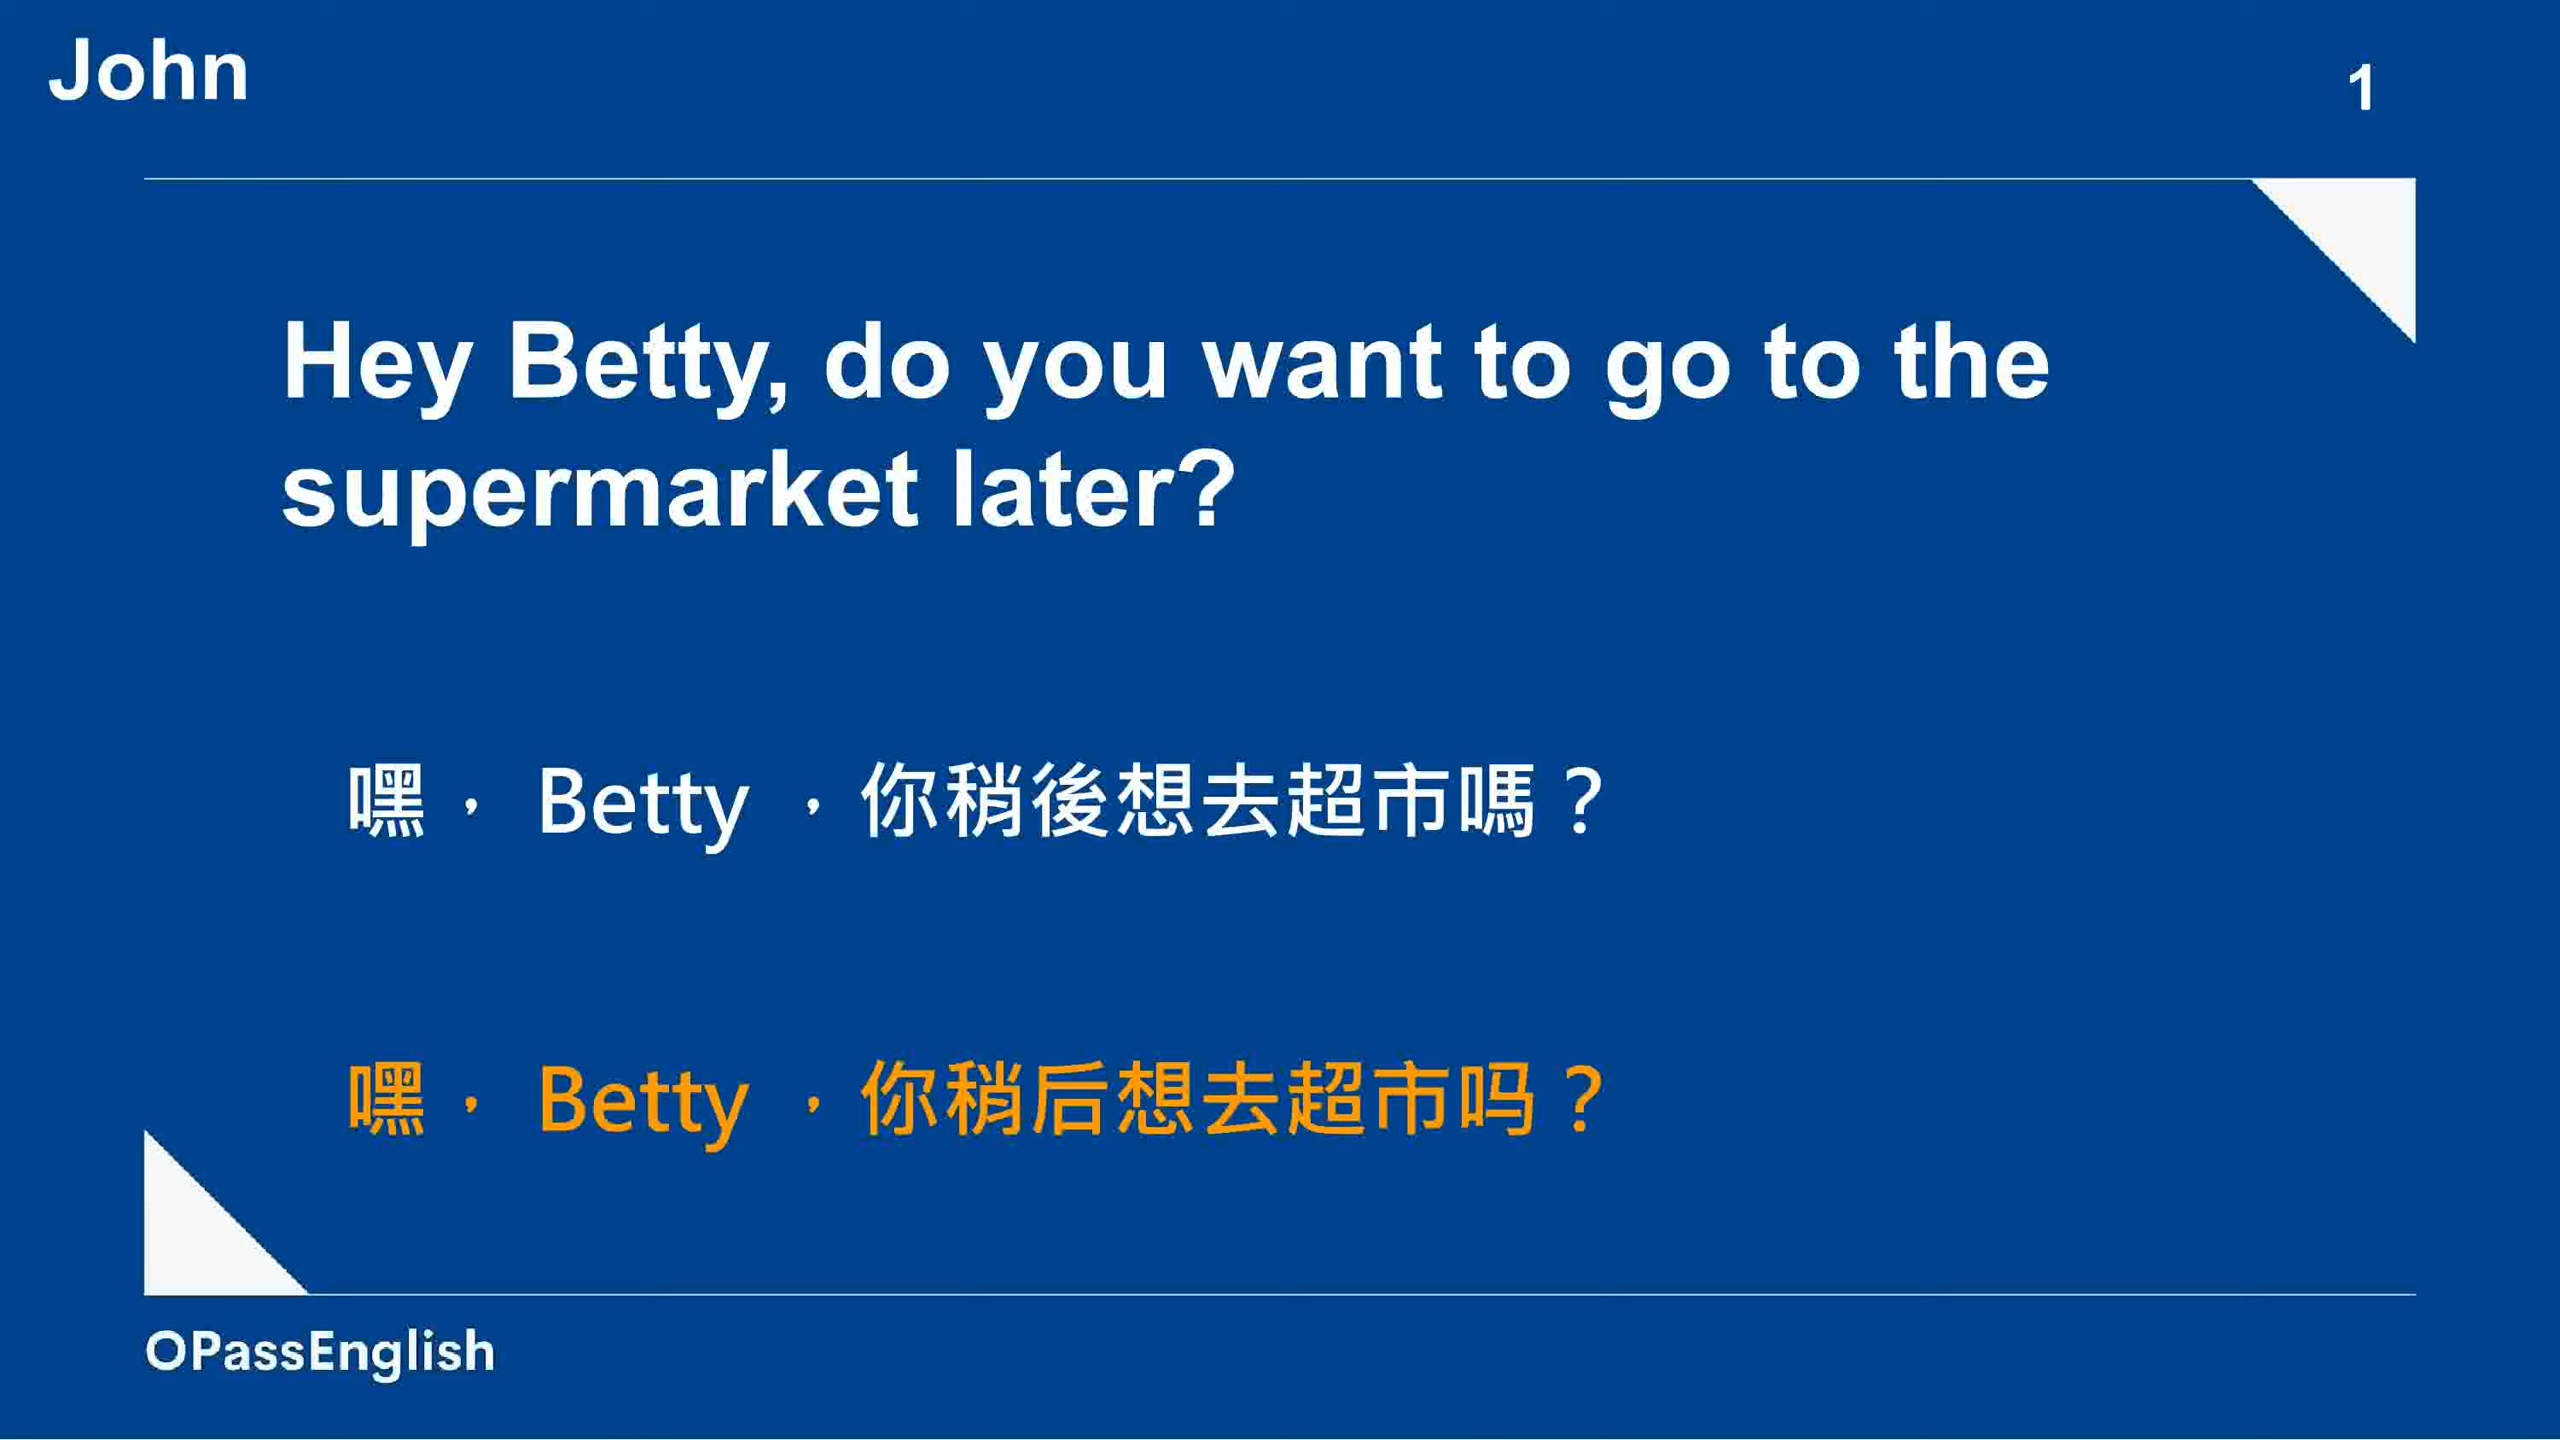 John
1
Hey Betty, do you want to go to the
supermarket later?
嘿， Betty ，你稍後想去超市嗎？
嘿， Betty ，你稍后想去超市吗？
OPassEnglish